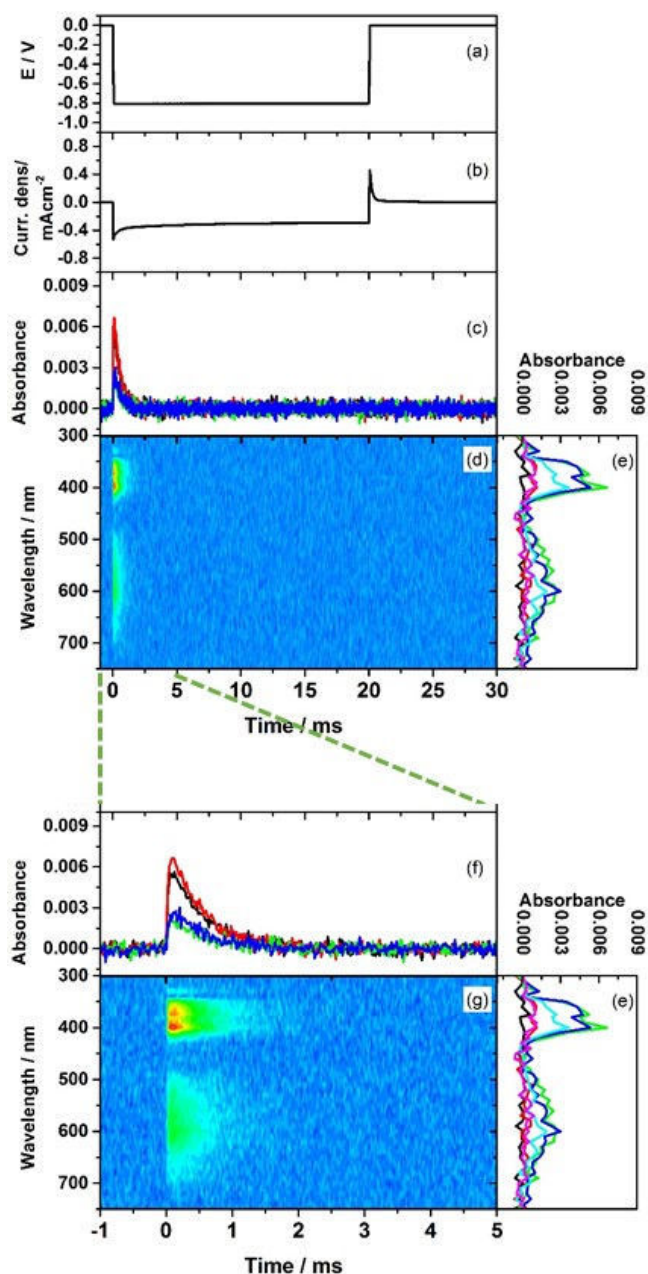 0.0
-0.2
-0.4
-0.6
-0.8
-1.0
E / V
(a)
0.8
0.4
0.0
-0.4
-0.8
Curr. dens/
mAcm-2
(b)
0.009
0.006
0.003
0.000
Absorbance
(c)
Absorbance
0.000
0.003
0.006
0.009
300
400
500
600
700
Wavelength / nm
(d)
(e)
0
5
10
15
20
25
30
Time / ms
0.009
0.006
0.003
0.000
Absorbance
(f)
Absorbance
0.000
0.003
0.006
0.009
300
400
500
600
700
Wavelength / nm
(g)
(e)
-1
0
1
2
3
4
5
Time / ms